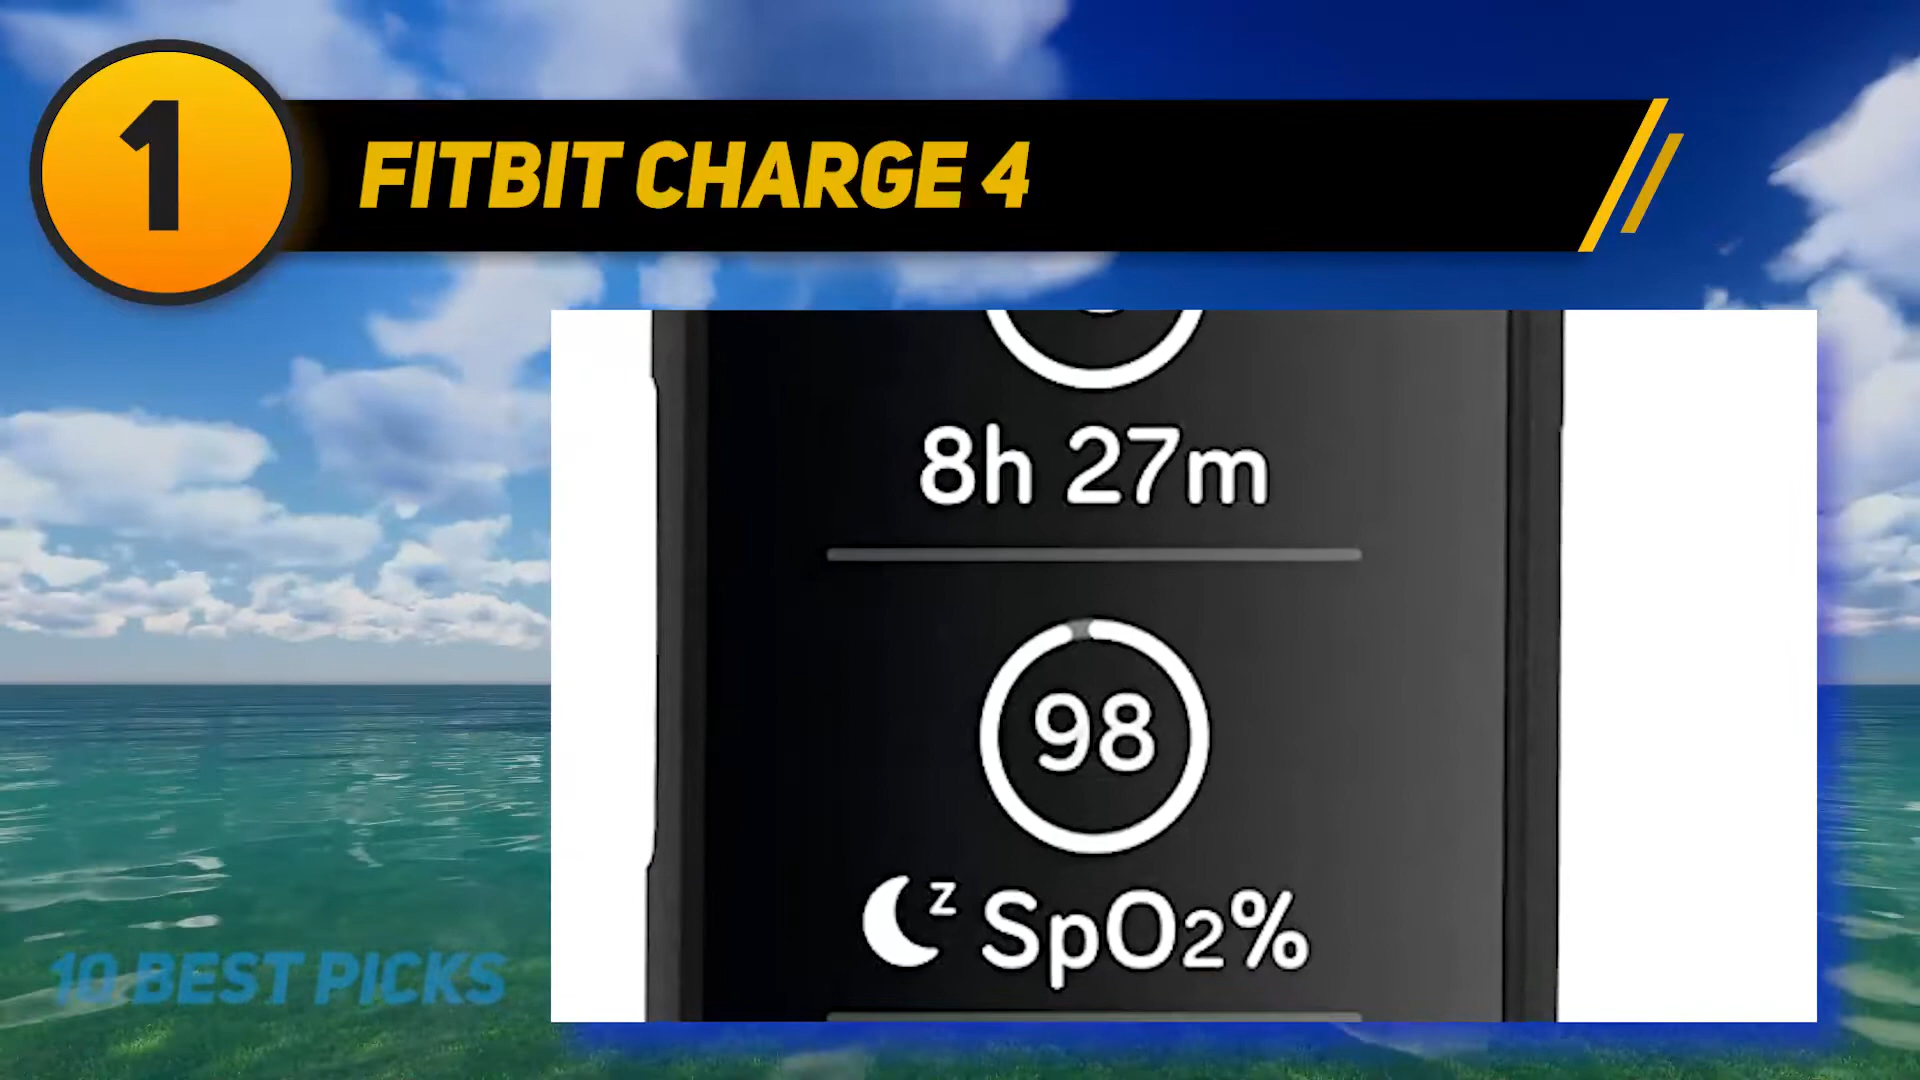 1
FITBIT CHARGE 4
8h 27m
98
z SpO2%
10 BEST PICKS